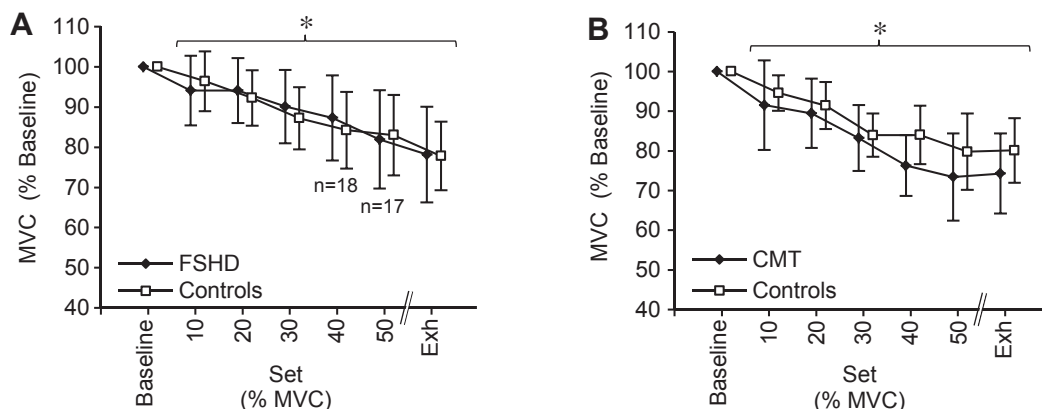 A
*
110
100
90
80
70
60
50
40
MVC (% Baseline)
n=18
n=17
FSHD
Controls
Baseline
10
20
30
40
50
Exh
Set
(% MVC)
B
*
110
100
90
80
70
60
50
40
MVC (% Baseline)
CMT
Controls
Baseline
10
20
30
40
50
Exh
Set
(% MVC)